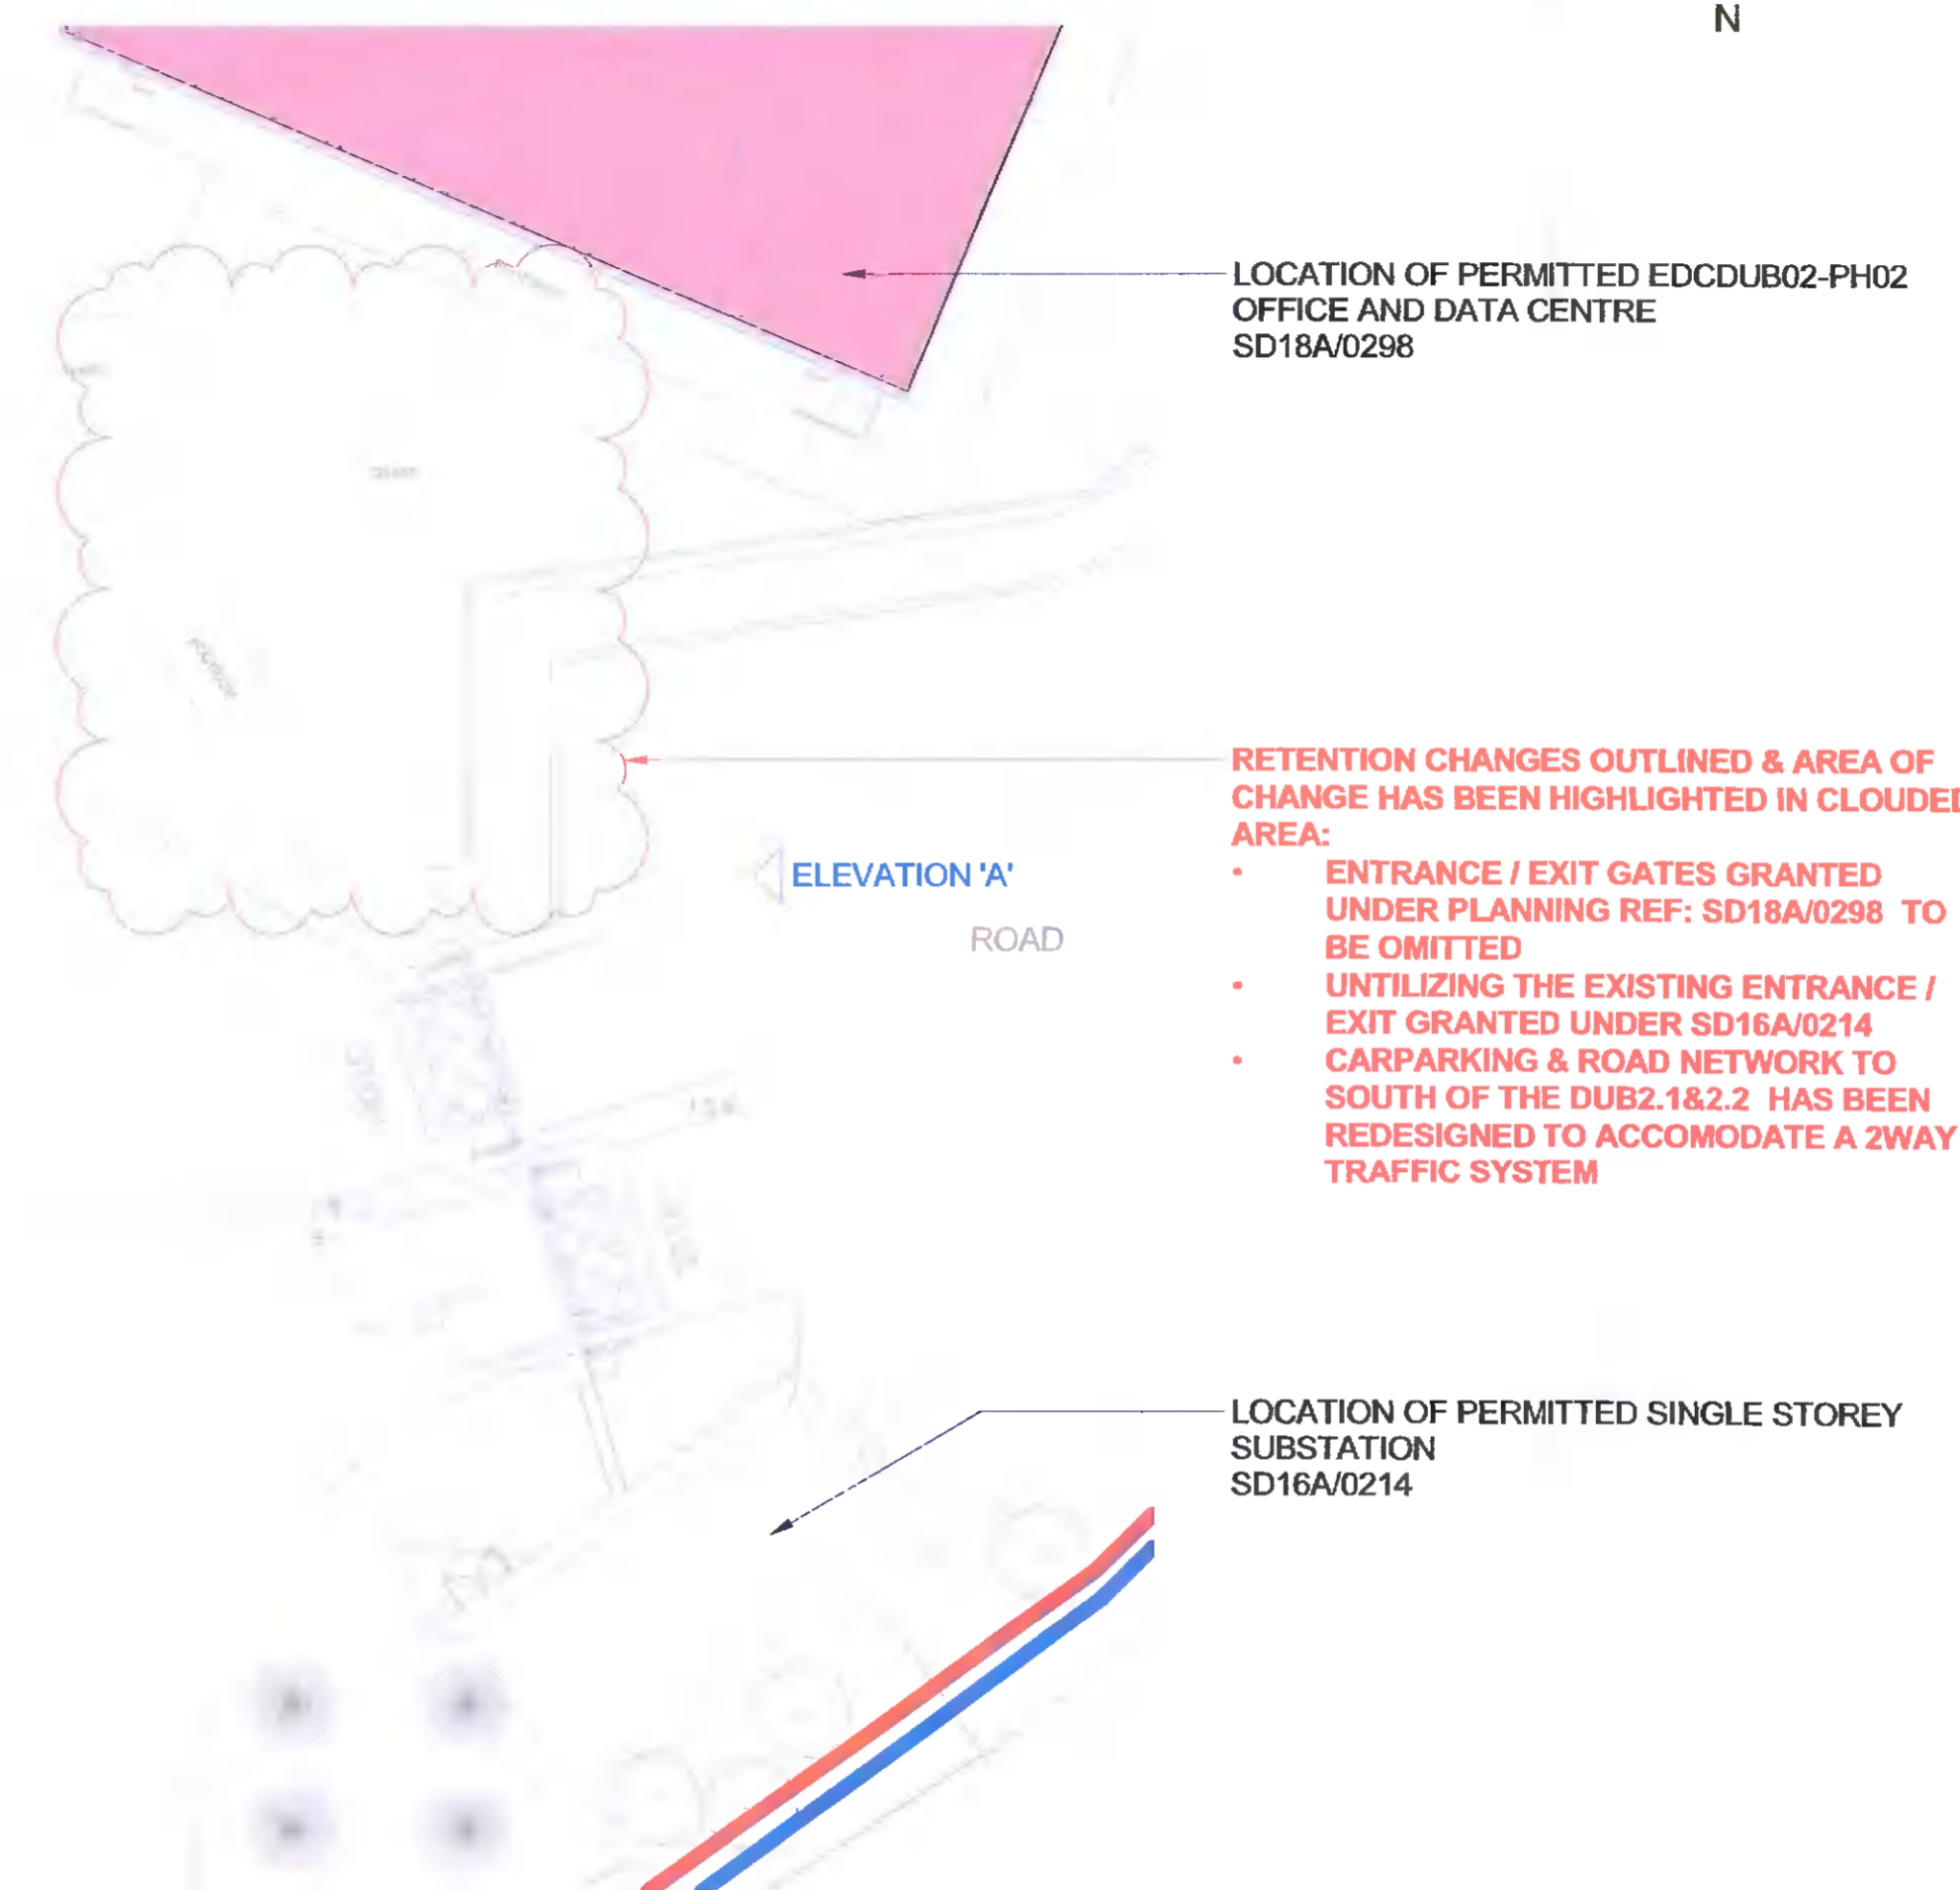 N
LOCATION OF PERMITTED EDCDUB02-PH02
OFFICE AND DATA CENTRE
SD18A/0298
RETENTION CHANGES OUTLINED & AREA OF
CHANGE HAS BEEN HIGHLIGHTED IN CLOUDED
AREA:
• ENTRANCE / EXIT GATES GRANTED
UNDER PLANNING REF: SD18A/0298 TO
BE OMITTED
• UNTILIZING THE EXISTING ENTRANCE /
EXIT GRANTED UNDER SD16A/0214
• CARPARKING & ROAD NETWORK TO
SOUTH OF THE DUB2.1&2.2 HAS BEEN
REDESIGNED TO ACCOMODATE A 2WAY
TRAFFIC SYSTEM
ELEVATION 'A'
ROAD
LOCATION OF PERMITTED SINGLE STOREY
SUBSTATION
SD16A/0214